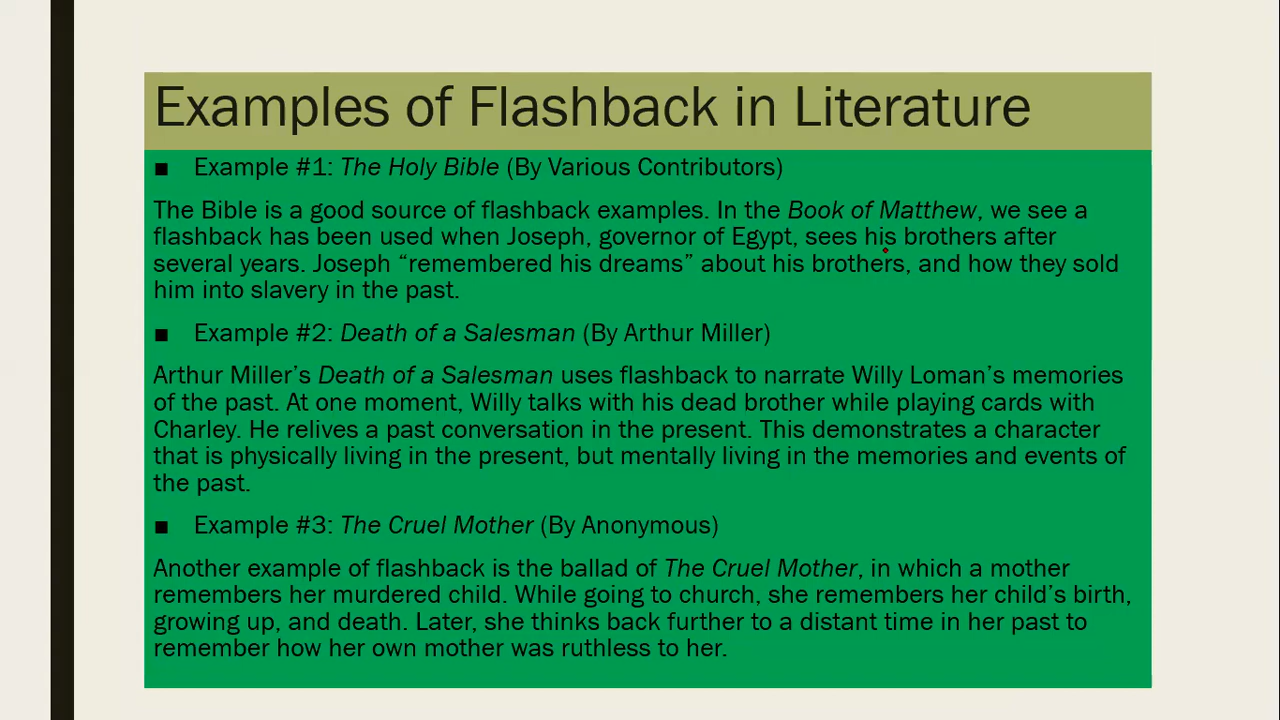 Examples of Flashback in Literature
■ Example #1: The Holy Bible (By Various Contributors)
The Bible is a good source of flashback examples. In the Book of Matthew, we see a
flashback has been used when Joseph, governor of Egypt, sees his brothers after
several years. Joseph “remembered his dreams” about his brothers, and how they sold
him into slavery in the past.
■ Example #2: Death of a Salesman (By Arthur Miller)
Arthur Miller’s Death of a Salesman uses flashback to narrate Willy Loman’s memories
of the past. At one moment, Willy talks with his dead brother while playing cards with
Charley. He relives a past conversation in the present. This demonstrates a character
that is physically living in the present, but mentally living in the memories and events of
the past.
■ Example #3: The Cruel Mother (By Anonymous)
Another example of flashback is the ballad of The Cruel Mother, in which a mother
remembers her murdered child. While going to church, she remembers her child’s birth,
growing up, and death. Later, she thinks back further to a distant time in her past to
remember how her own mother was ruthless to her.